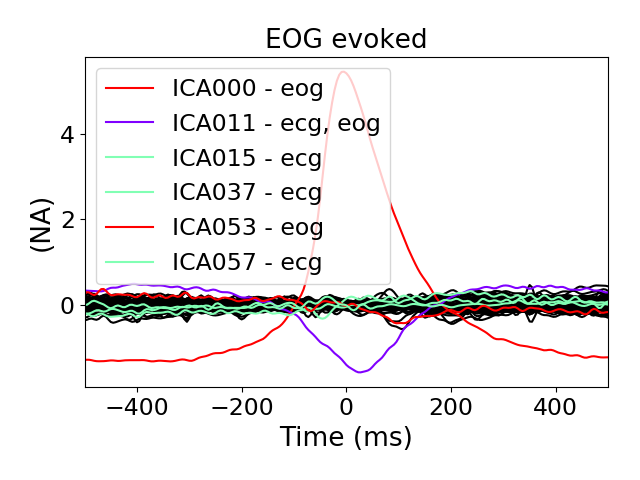 EOG evoked
ICA000 - eog
ICA011 - ecg, eog
ICA015 - ecg
ICA037 - ecg
ICA053 - eog
ICA057 - ecg
4
2
0
(NA)
−400 −200 0 200 400
Time (ms)